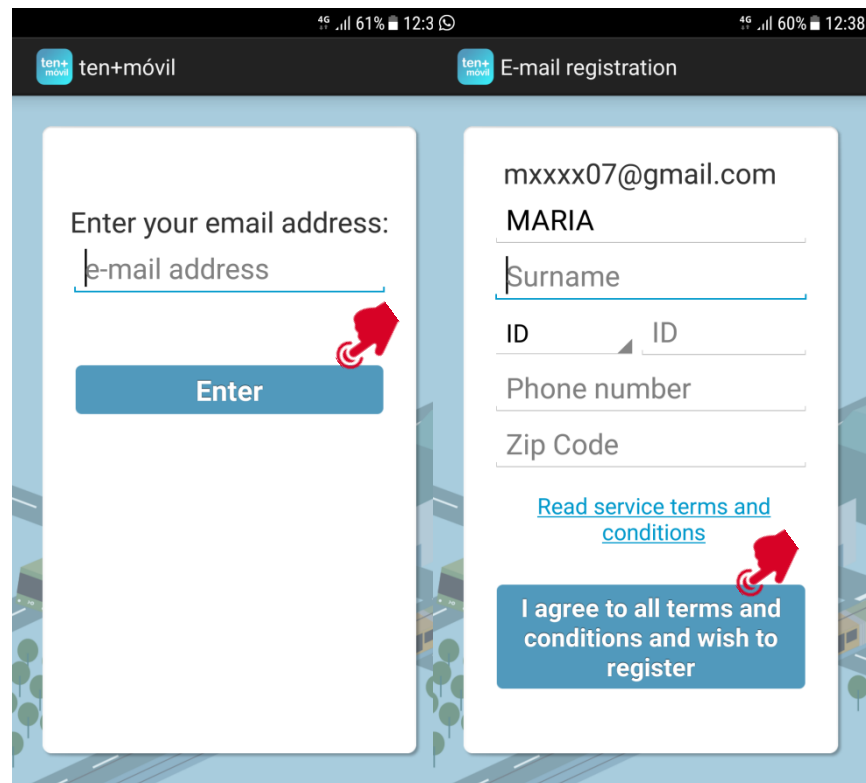 4G 61% 12:3
ten+
móvil
ten+móvil
Enter your email address:
e-mail address
Enter
4G 60% 12:38
ten+
móvil
E-mail registration
mxxxx07@gmail.com
MARIA
Surname
ID ID
Phone number
Zip Code
Read service terms and
conditions
I agree to all terms and
conditions and wish to
register